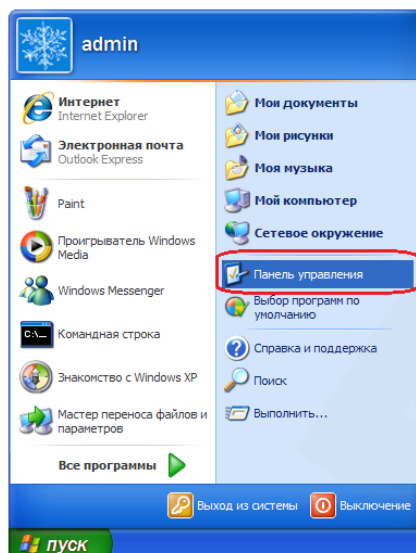 admin
Интернет
Internet Explorer
Электронная почта
Outlook Express
Paint
Проигрыватель Windows
Media
Windows Messenger
C:\_
Командная строка
Знакомство с Windows XP
Мастер переноса файлов и
параметров
Все программы
Мои документы
Мои рисунки
Моя музыка
Мой компьютер
Сетевое окружение
Панель управления
Выбор программ по
умолчанию
Справка и поддержка
Поиск
Выполнить...
Выход из системы
Выключение
пуск